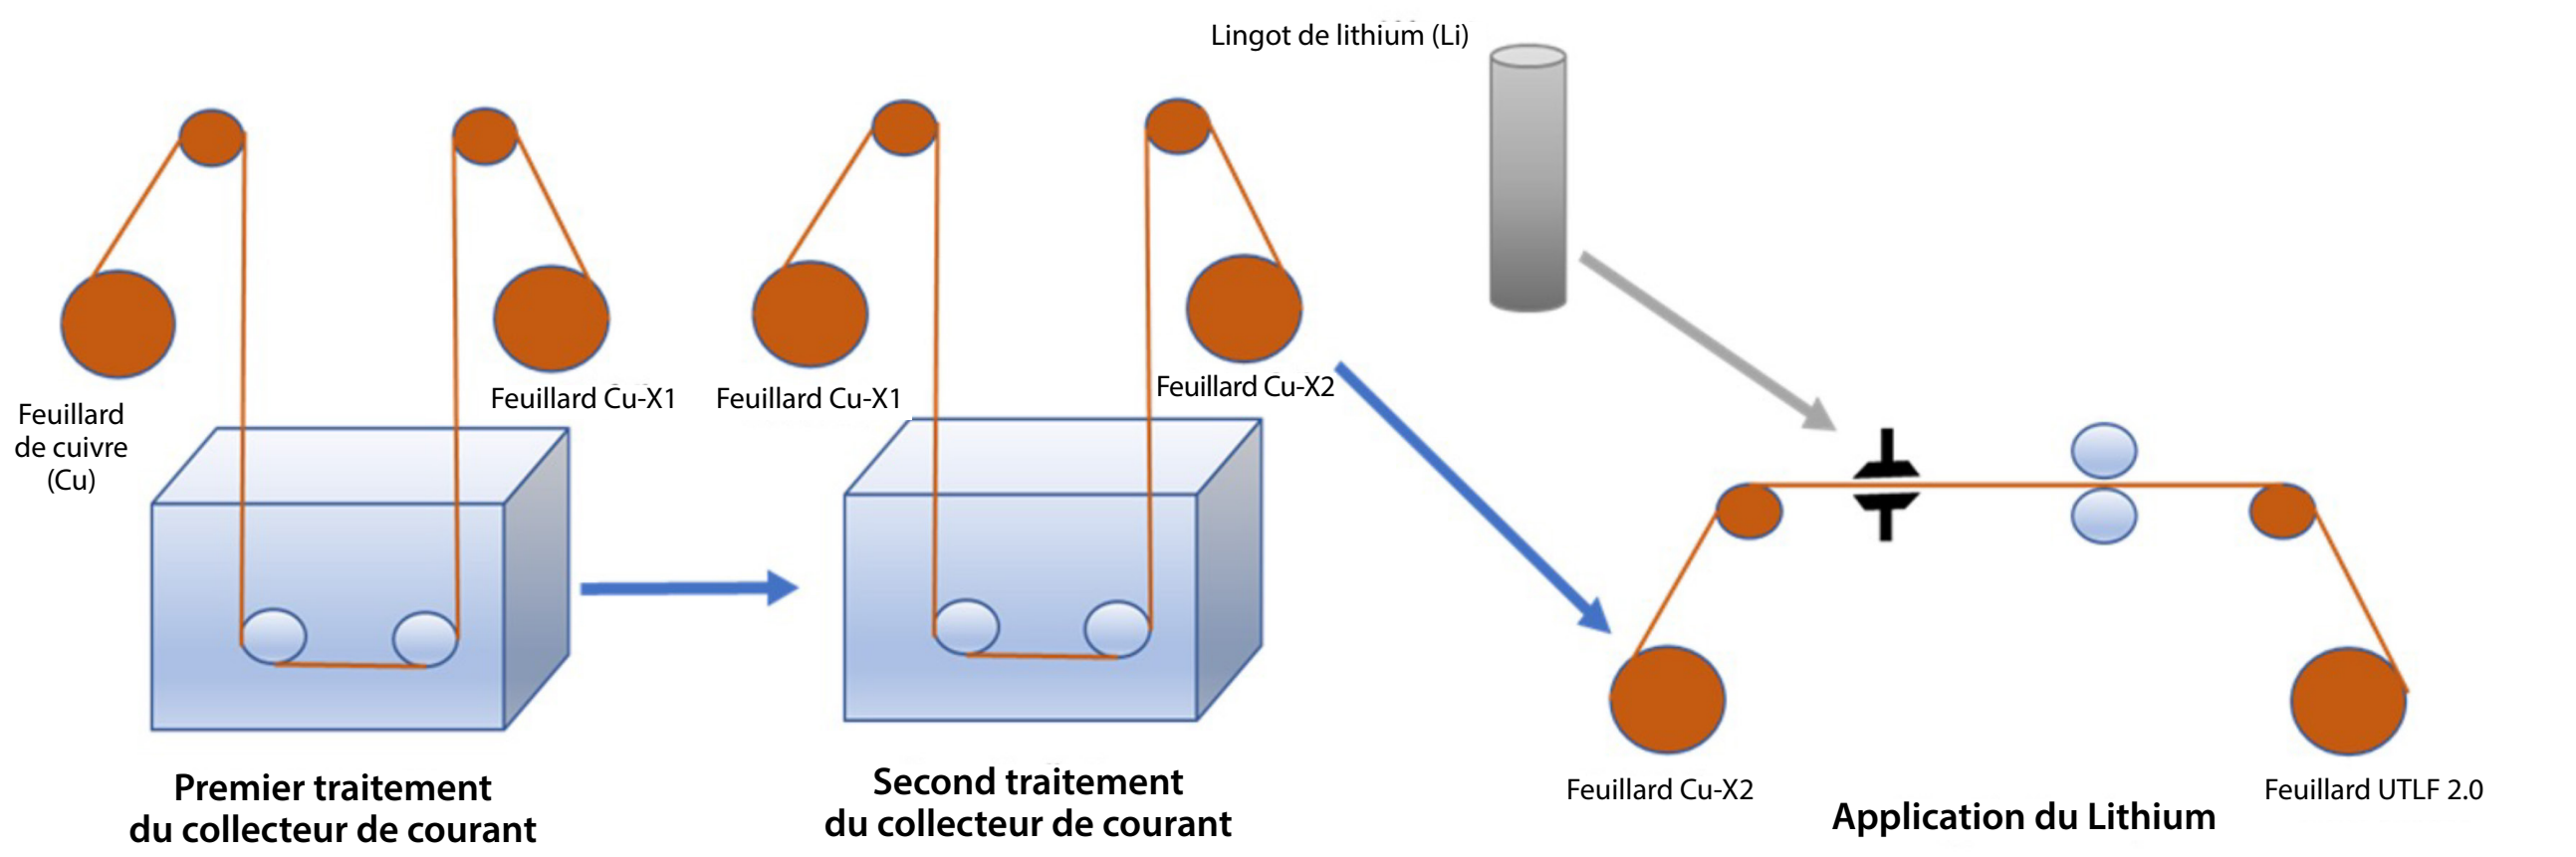 Lingot de lithium (Li)
Feuillard
de cuivre
(Cu)
Feuillard Cu-X1
Feuillard Cu-X1
Feuillard Cu-X2
Premier traitement
du collecteur de courant
Second traitement
du collecteur de courant
Feuillard Cu-X2
Application du Lithium
Feuillard UTLF 2.0